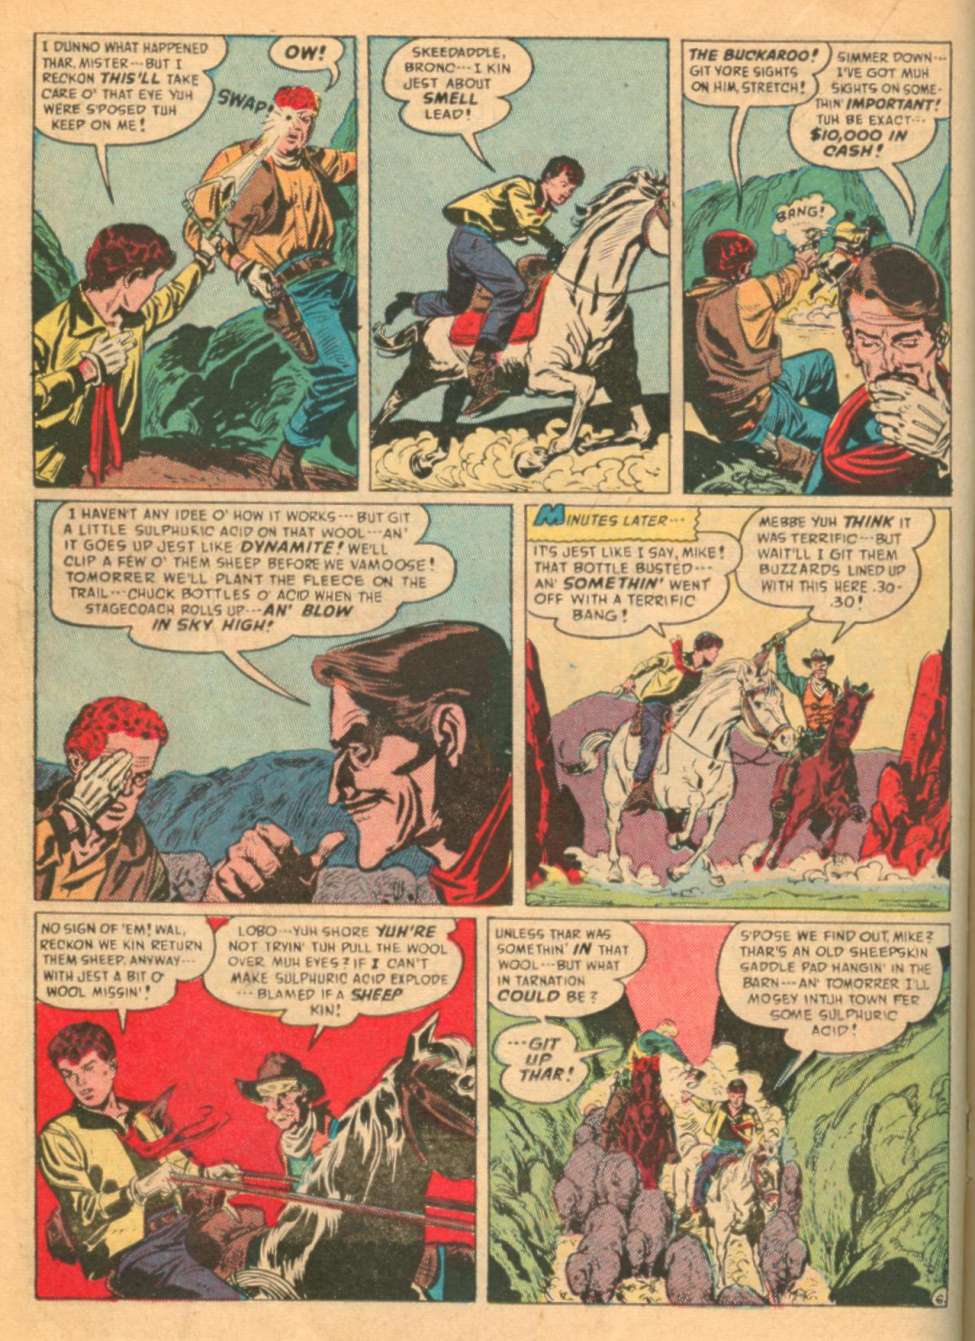 I DUNNO WHAT HAPPENED
THAR, MISTER---BUT I
RECKON THIS'LL TAKE
CARE O' THAT EYE YUH
WERE S'POSED TUH
KEEP ON ME!
SWAP!
OW!
SKEEDADDLE,
BRONC---I KIN
JEST ABOUT
SMELL
LEAD!
THE BUCKAROO!
GIT YORE SIGHTS
ON HIM, STRETCH!
SIMMER DOWN---
I'VE GOT MUH
SIGHTS ON SOME-
THIN' IMPORTANT!
TUH BE EXACT---
$10,000 IN
CASH!
BANG!
I HAVEN'T ANY IDEE O' HOW IT WORKS---BUT GIT
A LITTLE SULPHURIC ACID ON THAT WOOL---AN'
IT GOES UP JEST LIKE DYNAMITE! WE'LL
CLIP A FEW O' THEM SHEEP BEFORE WE VAMOOSE!
TOMORRER WE'LL PLANT THE FLEECE ON THE
TRAIL---CHUCK BOTTLES O' ACID WHEN THE
STAGECOACH ROLLS UP---AN' BLOW
IN SKY HIGH!
MINUTES LATER---
IT'S JEST LIKE I SAY, MIKE!
THAT BOTTLE BUSTED---
AN' SOMETHIN' WENT
OFF WITH A TERRIFIC
BANG!
MEBBE YUH THINK IT
WAS TERRIFIC---BUT
WAIT'LL I GIT THEM
BUZZARDS LINED UP
WITH THIS HERE .30-
.30!
NO SIGN OF 'EM! WAL,
RECKON WE KIN RETURN
THEM SHEEP, ANYWAY---
WITH JEST A BIT O'
WOOL MISSIN'!
LOBO---YUH SHORE YUH'RE
NOT TRYIN' TUH PULL THE WOOL
OVER MUH EYES? IF I CAN'T
MAKE SULPHURIC ACID EXPLODE
---BLAMED IF A SHEEP
KIN!
UNLESS THAR WAS
SOMETHIN' IN THAT
WOOL---BUT WHAT
IN TARNATION
COULD BE?
---GIT
UP
THAR!
S'POSE WE FIND OUT, MIKE?
THAR'S AN OLD SHEEPSKIN
SADDLE PAD HANGIN' IN THE
BARN---AN' TOMORRER I'LL
MOSEY INTUH TOWN FER
SOME SULPHURIC
ACID!
6